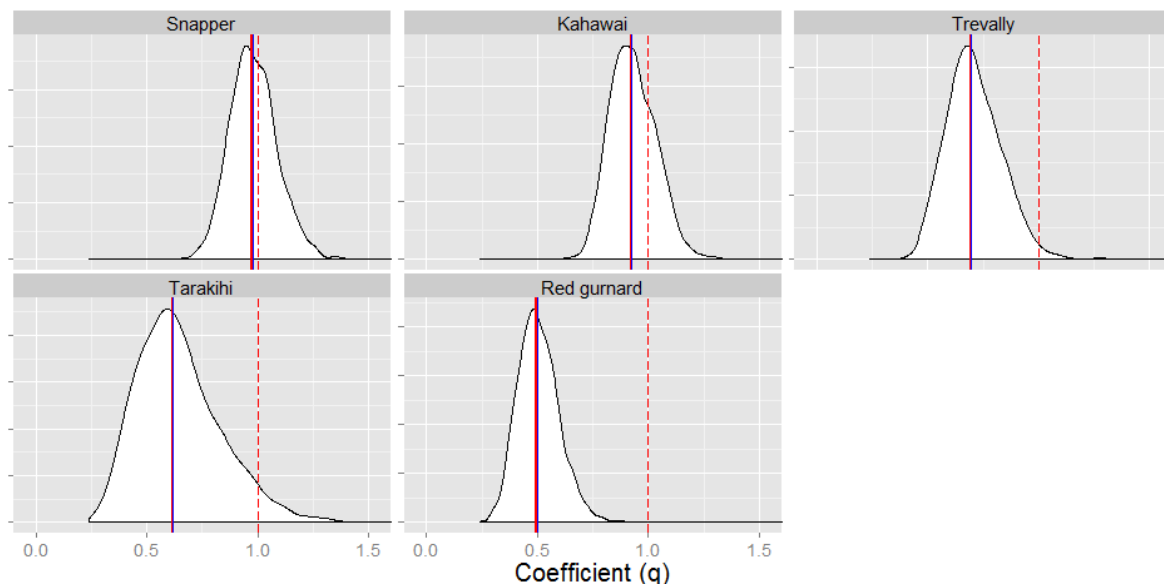 Snapper
Kahawai
Trevally
Tarakihi
Red gurnard
0.0 0.5 1.0 1.5
0.0 0.5 1.0 1.5
Coefficient (q)